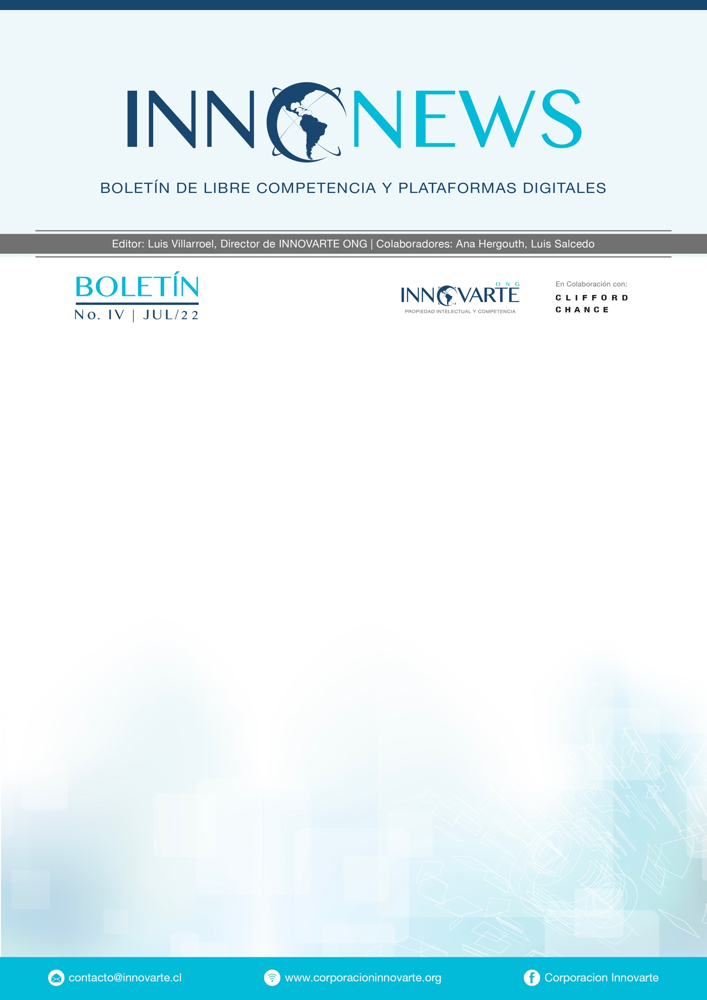 INNONEWS
BOLETÍN DE LIBRE COMPETENCIA Y PLATAFORMAS DIGITALES
Editor: Luis Villarroel, Director de INNOVARTE ONG | Colaboradores: Ana Hergouth, Luis Salcedo
BOLETÍN
No. IV | JUL/22
ONG
INNOVARTE
PROPIEDAD INTELECTUAL Y COMPETENCIA
En Colaboración con:
CLIFFORD
CHANCE
contacto@innovarte.cl
www.corporacioninnovarte.org
Corporacion Innovarte